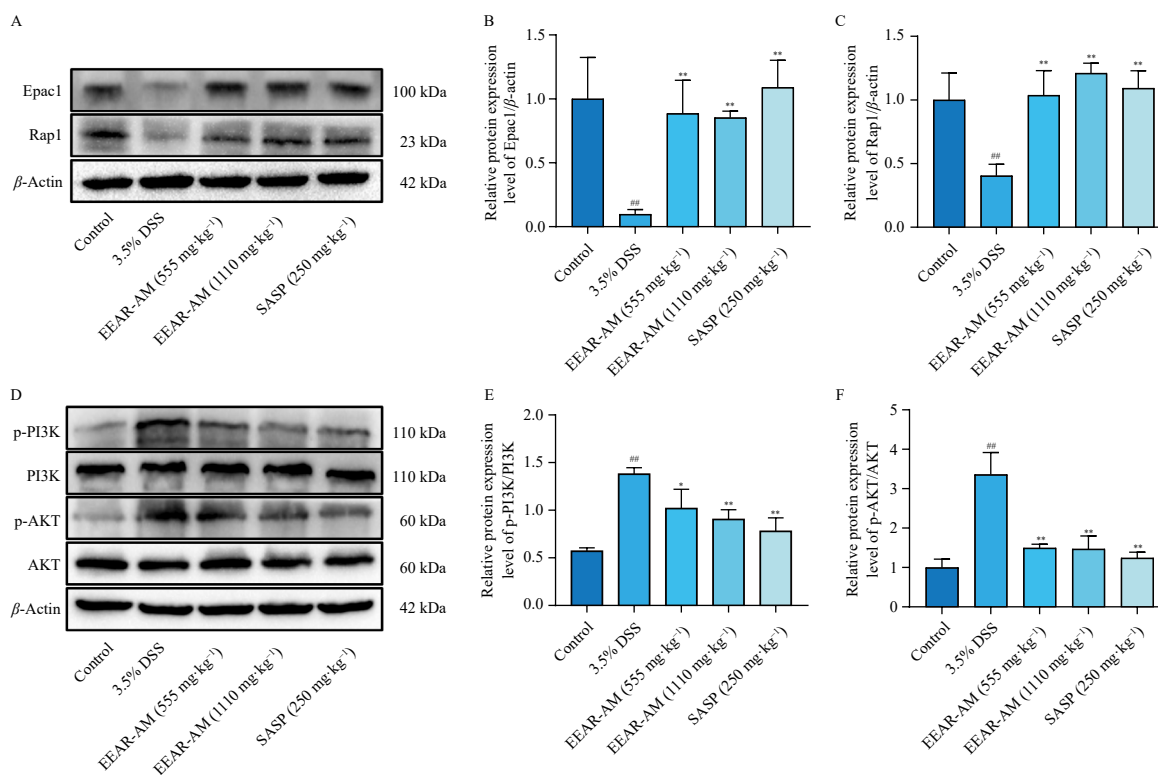 A
Epac1
100 kDa
Rap1
23 kDa
β-Actin
42 kDa
Control
3.5% DSS
EEAR-AM (555 mg·kg⁻¹)
EEAR-AM (1110 mg·kg⁻¹)
SASP (250 mg·kg⁻¹)
B
Relative protein expression
level of Epac1/β-actin
1.5
1.0
0.5
0.0
##
**
**
**
Control
3.5% DSS
EEAR-AM (555 mg·kg⁻¹)
EEAR-AM (1110 mg·kg⁻¹)
SASP (250 mg·kg⁻¹)
C
Relative protein expression
level of Rap1/β-actin
1.5
1.0
0.5
0.0
##
**
**
**
Control
3.5% DSS
EEAR-AM (555 mg·kg⁻¹)
EEAR-AM (1110 mg·kg⁻¹)
SASP (250 mg·kg⁻¹)
D
p-PI3K
110 kDa
PI3K
110 kDa
p-AKT
60 kDa
AKT
60 kDa
β-Actin
42 kDa
Control
3.5% DSS
EEAR-AM (555 mg·kg⁻¹)
EEAR-AM (1110 mg·kg⁻¹)
SASP (250 mg·kg⁻¹)
E
Relative protein expression
level of p-PI3K/PI3K
2.0
1.5
1.0
0.5
0.0
##
*
**
**
Control
3.5% DSS
EEAR-AM (555 mg·kg⁻¹)
EEAR-AM (1110 mg·kg⁻¹)
SASP (250 mg·kg⁻¹)
F
Relative protein expression
level of p-AKT/AKT
5
4
3
2
1
0
##
**
**
**
Control
3.5% DSS
EEAR-AM (555 mg·kg⁻¹)
EEAR-AM (1110 mg·kg⁻¹)
SASP (250 mg·kg⁻¹)